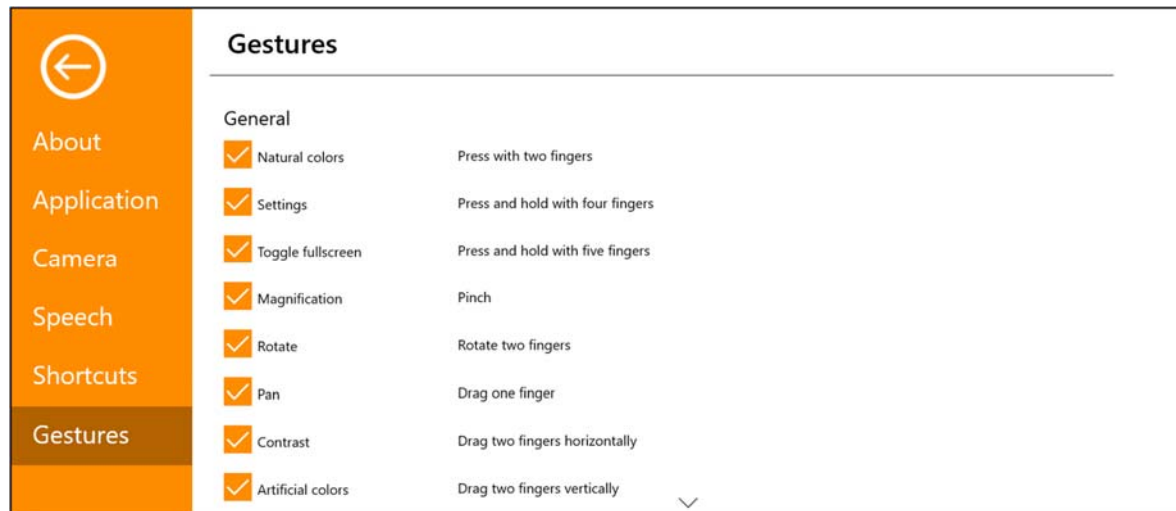 Gestures
About
Application
Camera
Speech
Shortcuts
Gestures
General
Natural colors Press with two fingers
Settings Press and hold with four fingers
Toggle fullscreen Press and hold with five fingers
Magnification Pinch
Rotate Rotate two fingers
Pan Drag one finger
Contrast Drag two fingers horizontally
Artificial colors Drag two fingers vertically